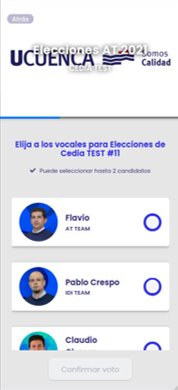 Atrás
Elecciones AT 2021
UCUENCA
Somos
Calidad
CEDIA TEST
Elija a los vocales para Elecciones de
Cedia TEST #11
Puede seleccionar hasta 2 candidatos
Flavio
AT TEAM
Pablo Crespo
IDI TEAM
Claudio
Confirmar voto